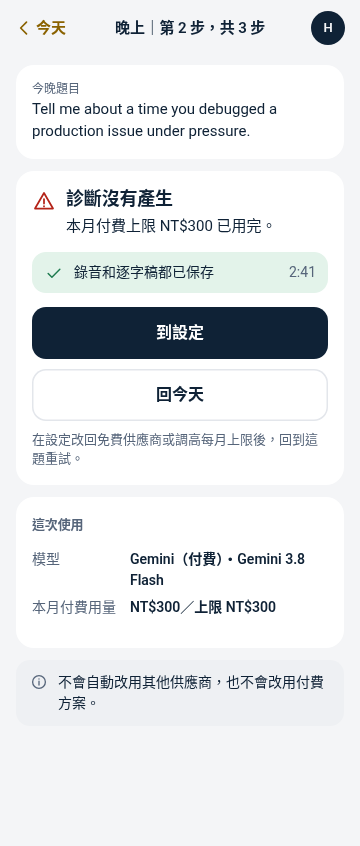 今天
晚上｜第 2 步，共 3 步
H
今晚題目
Tell me about a time you debugged a
production issue under pressure.
診斷沒有產生
本月付費上限 NT$300 已用完。
錄音和逐字稿都已保存 2:41
到設定
回今天
在設定改回免費供應商或調高每月上限後，回到這
題重試。
這次使用
模型 Gemini（付費）• Gemini 3.8
Flash
本月付費用量 NT$300／上限 NT$300
不會自動改用其他供應商，也不會改用付費
方案。